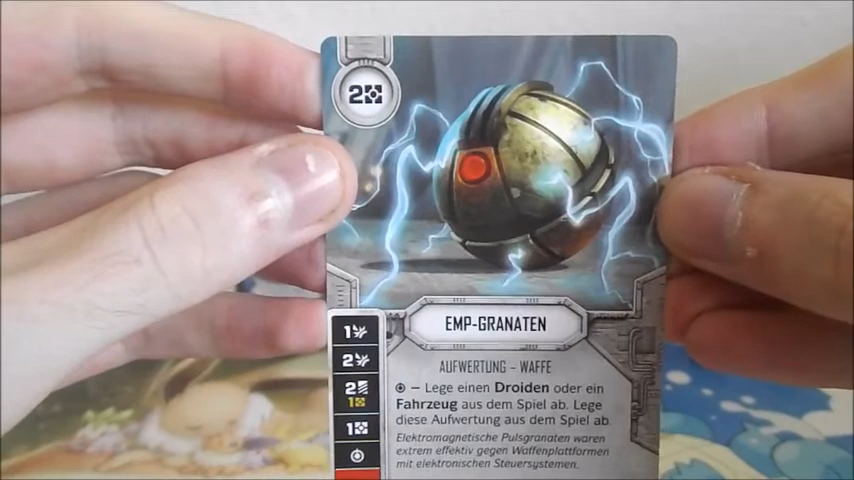 2
EMP-GRANATEN
AUFWERTUNG – WAFFE
– Lege einen Droiden oder ein
Fahrzeug aus dem Spiel ab. Lege
diese Aufwertung aus dem Spiel ab.
Elektromagnetische Pulsgranaten waren
extrem effektiv gegen Waffenplattformen
mit elektronischen Steuersystemen.
1
2
2
1
1